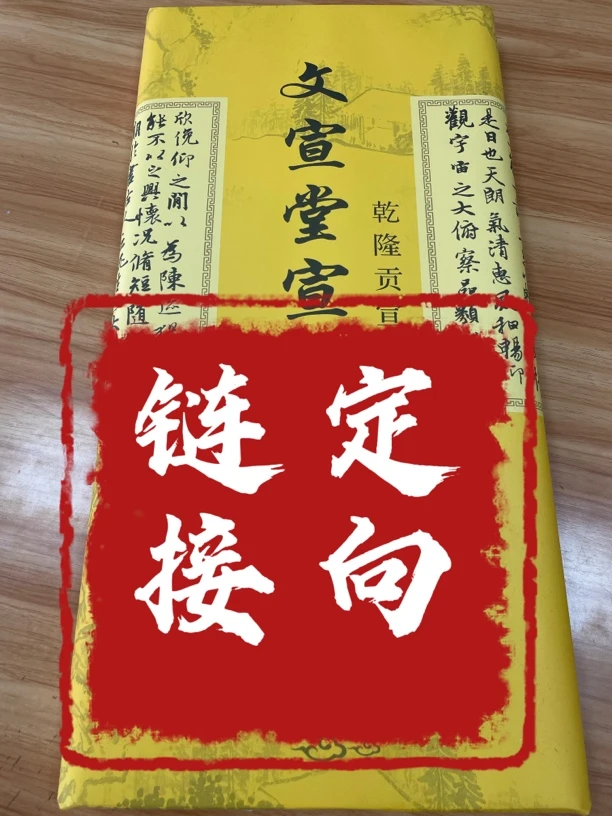 是日也天朗氣清惠風和暢仰
觀宇宙之大俯察品類
乾隆贡宣
文宣堂宣
欣俛仰之間以為陳迹
能不以之興懷況脩短随
定向
链接